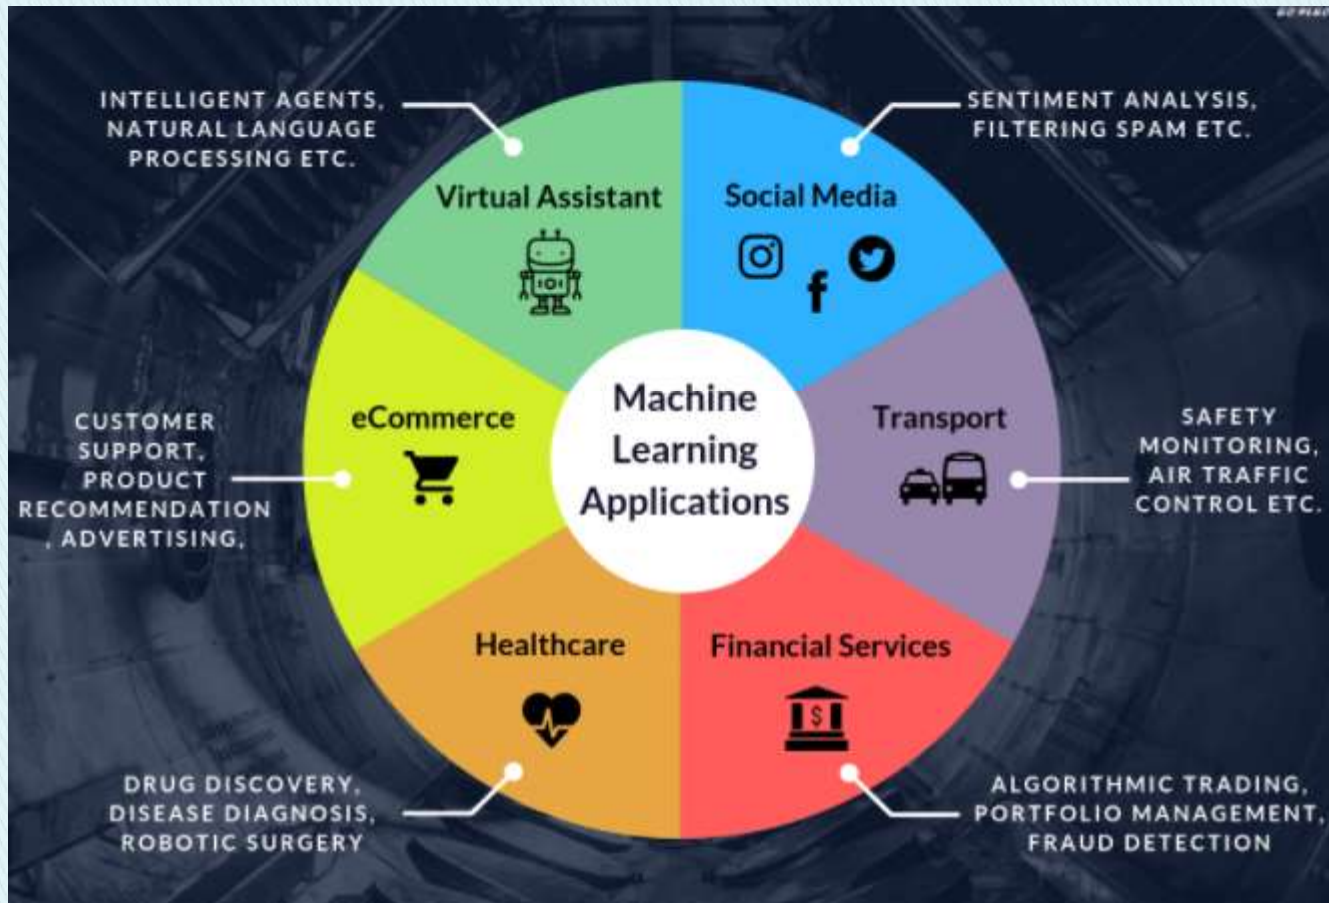 INTELLIGENT AGENTS,
NATURAL LANGUAGE
PROCESSING ETC.
SENTIMENT ANALYSIS,
FILTERING SPAM ETC.
Virtual Assistant
Social Media
f
eCommerce
Machine
Learning
Applications
Transport
CUSTOMER
SUPPORT,
PRODUCT
RECOMMENDATION
, ADVERTISING,
SAFETY
MONITORING,
AIR TRAFFIC
CONTROL ETC.
Healthcare
Financial Services
$
DRUG DISCOVERY,
DISEASE DIAGNOSIS,
ROBOTIC SURGERY
ALGORITHMIC TRADING,
PORTFOLIO MANAGEMENT,
FRAUD DETECTION